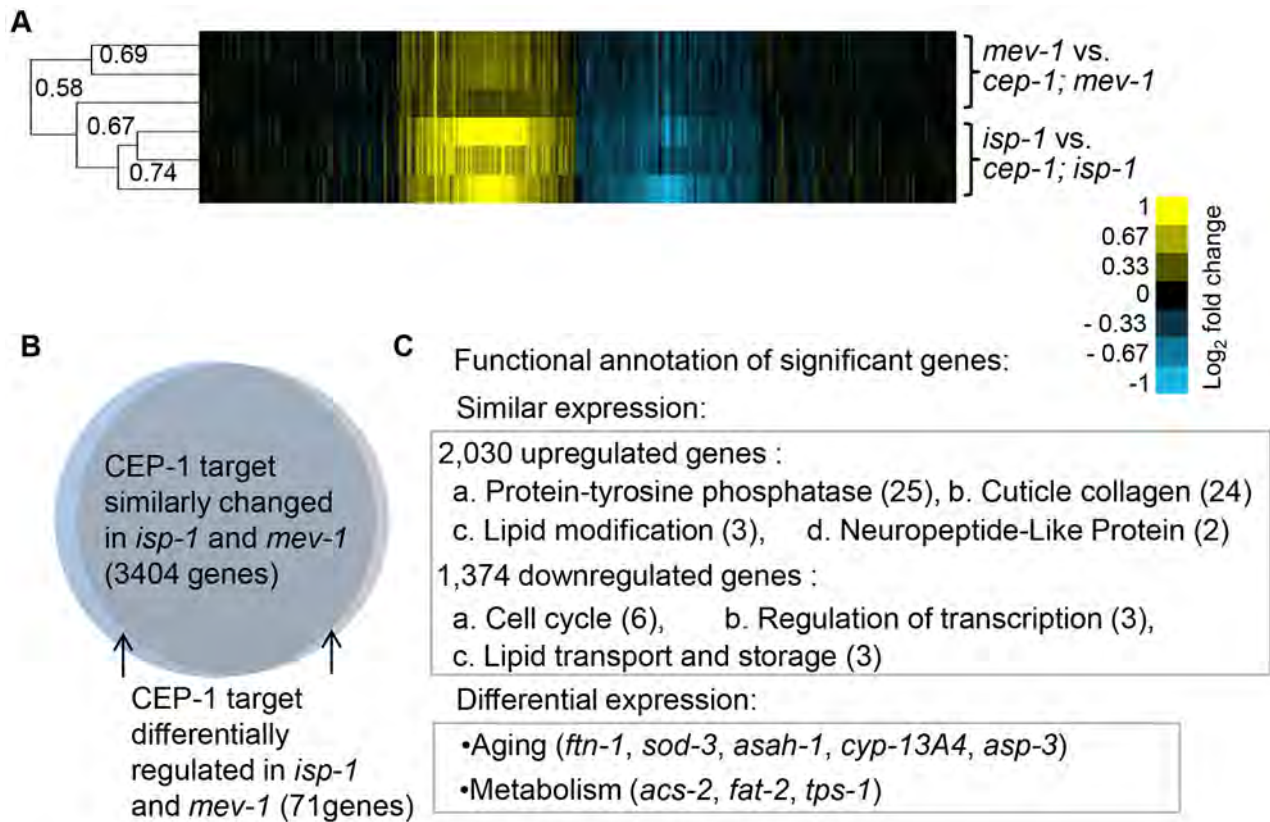 A
0.69
0.58
0.67
0.74
mev-1 vs.
cep-1; mev-1
isp-1 vs.
cep-1; isp-1
1
0.67
0.33
0
- 0.33
- 0.67
-1
Log2 fold change
B
CEP-1 target
similarly changed
in isp-1 and mev-1
(3404 genes)
CEP-1 target
differentially
regulated in isp-1
and mev-1 (71genes)
C
Functional annotation of significant genes:
Similar expression:
2,030 upregulated genes :
a. Protein-tyrosine phosphatase (25), b. Cuticle collagen (24)
c. Lipid modification (3), d. Neuropeptide-Like Protein (2)
1,374 downregulated genes :
a. Cell cycle (6), b. Regulation of transcription (3),
c. Lipid transport and storage (3)
Differential expression:
•Aging (ftn-1, sod-3, asah-1, cyp-13A4, asp-3)
•Metabolism (acs-2, fat-2, tps-1)